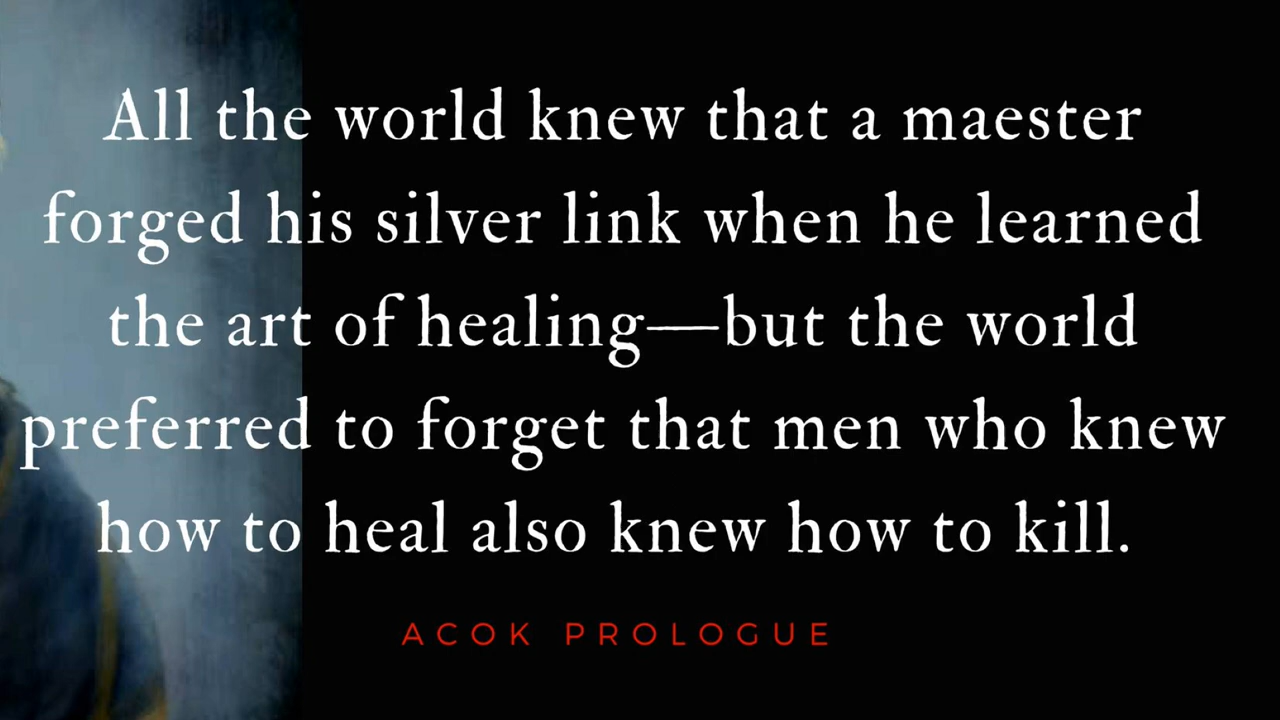 All the world knew that a maester
forged his silver link when he learned
the art of healing—but the world
preferred to forget that men who knew
how to heal also knew how to kill.
ACOK PROLOGUE